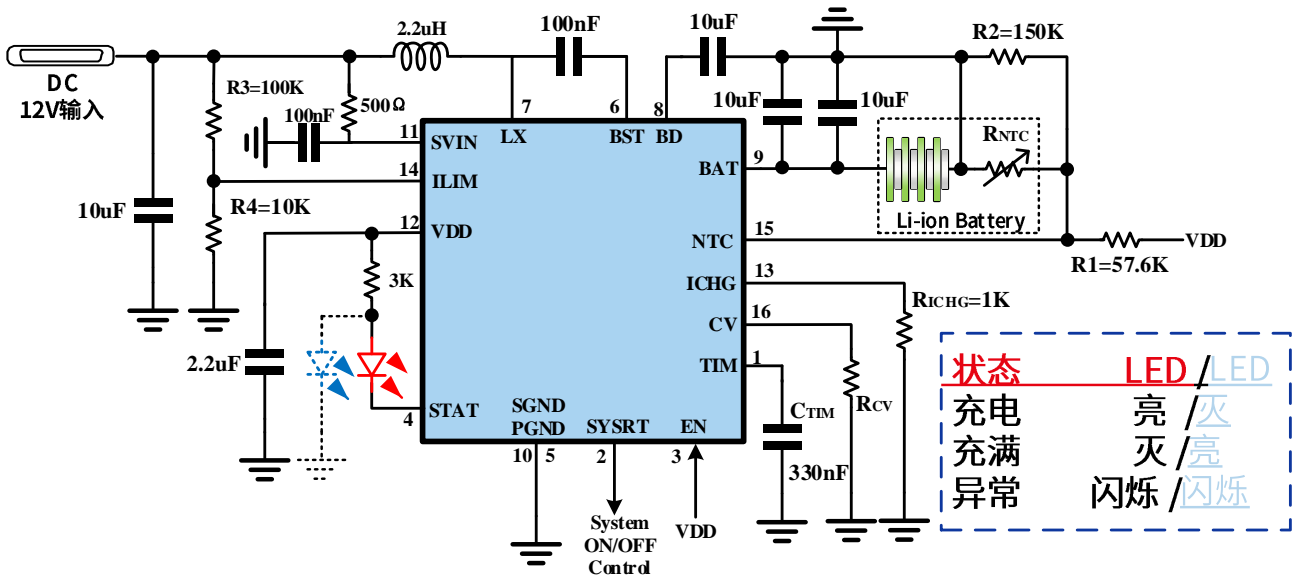 2.2uH
100nF
10uF
R2=150K
DC
12V输入
R3=100K
500Ω
100nF
10uF
10uF
7
6
8
11
SVIN
LX
BST
BD
RNTC
14
ILIM
BAT
9
10uF
R4=10K
12
VDD
Li-ion Battery
NTC
15
VDD
R1=57.6K
3K
ICHG
13
RICHG=1K
CV
16
2.2uF
TIM
1
状态 LED /LED
充电 亮 /灭
充满 灭 /亮
异常 闪烁 /闪烁
4
STAT
SGND
PGND
SYSRT
EN
CTIM
RCV
10
5
2
3
330nF
System
ON/OFF
Control
VDD